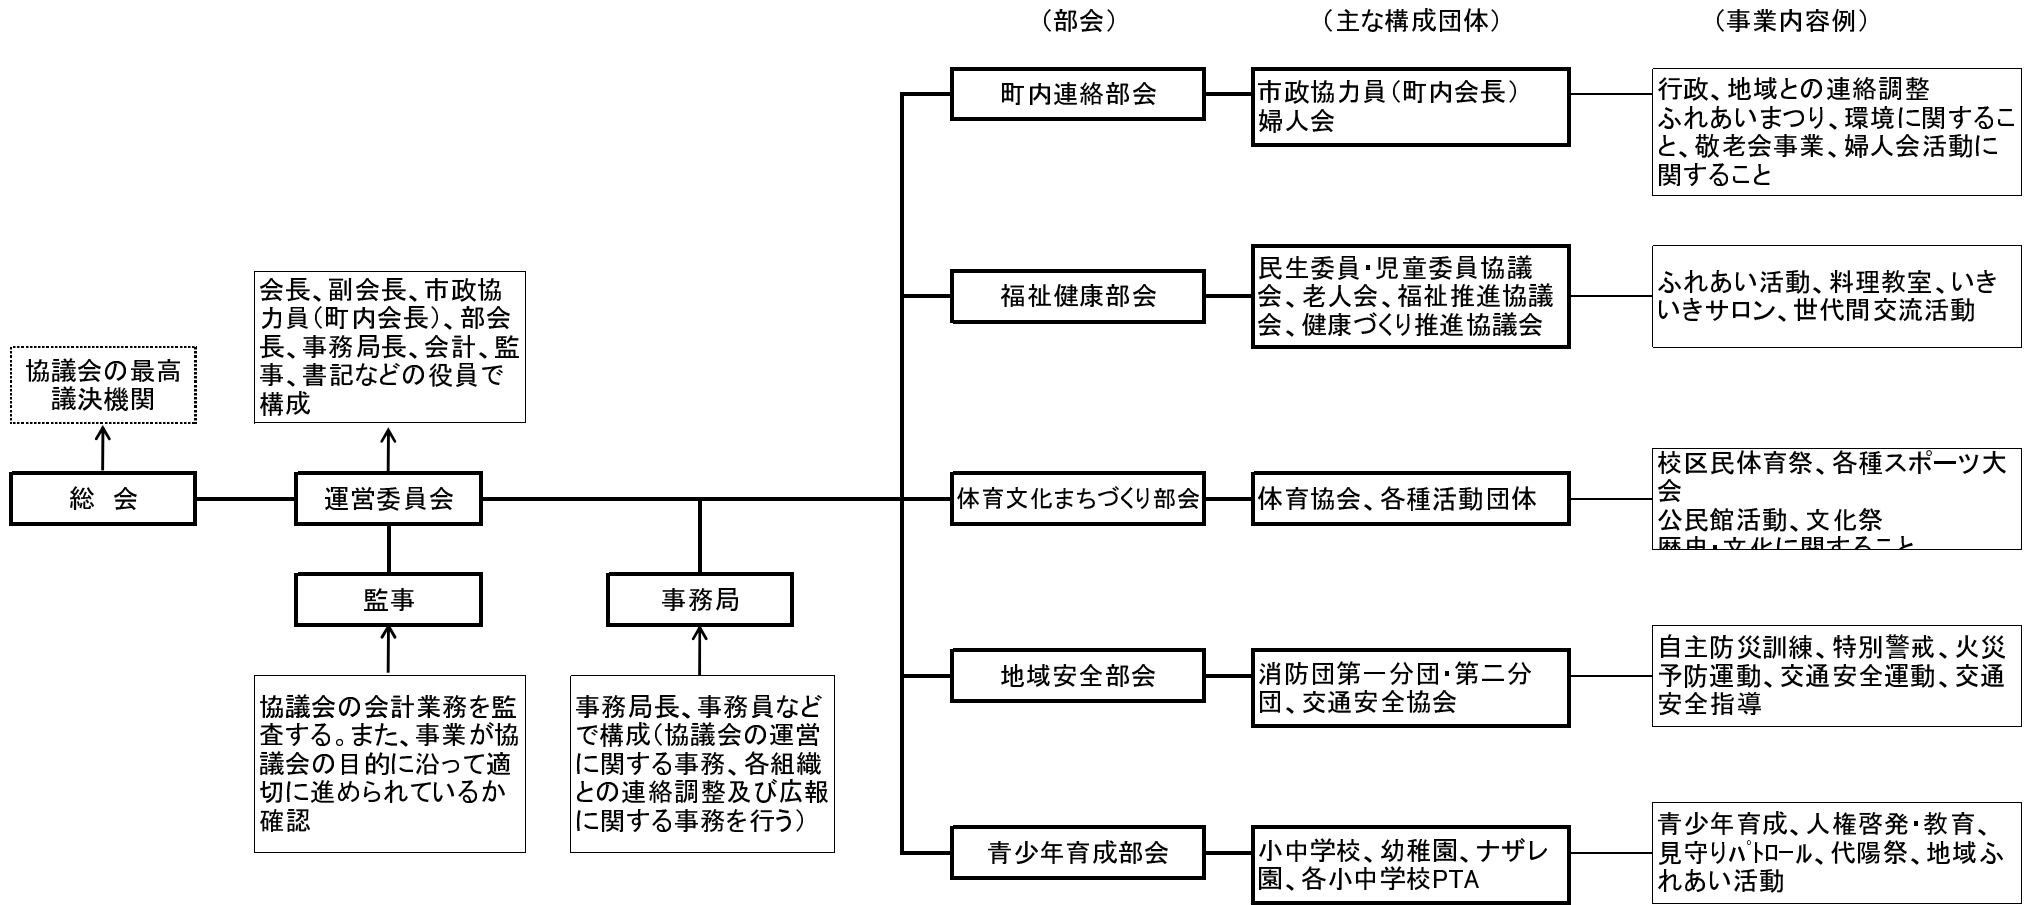 （部会）
（主な構成団体）
（事業内容例）
町内連絡部会
市政協力員（町内会長）
婦人会
行政、地域との連絡調整
ふれあいまつり、環境に関するこ
と、敬老会事業、婦人会活動に
関すること
福祉健康部会
民生委員・児童委員協議
会、老人会、福祉推進協議
会、健康づくり推進協議会
ふれあい活動、料理教室、いき
いきサロン、世代間交流活動
会長、副会長、市政協
力員（町内会長）、部会
長、事務局長、会計、監
事、書記などの役員で
構成
協議会の最高
議決機関
総　会
運営委員会
体育文化まちづくり部会
体育協会、各種活動団体
校区民体育祭、各種スポーツ大
会
公民館活動、文化祭
歴史・文化に関すること
監事
事務局
地域安全部会
消防団第一分団・第二分
団、交通安全協会
自主防災訓練、特別警戒、火災
予防運動、交通安全運動、交通
安全指導
協議会の会計業務を監
査する。また、事業が協
議会の目的に沿って適
切に進められているか
確認
事務局長、事務員など
で構成（協議会の運営
に関する事務、各組織
との連絡調整及び広報
に関する事務を行う）
青少年育成部会
小中学校、幼稚園、ナザレ
園、各小中学校PTA
青少年育成、人権啓発・教育、
見守りﾊﾟﾄﾛｰﾙ、代陽祭、地域ふ
れあい活動